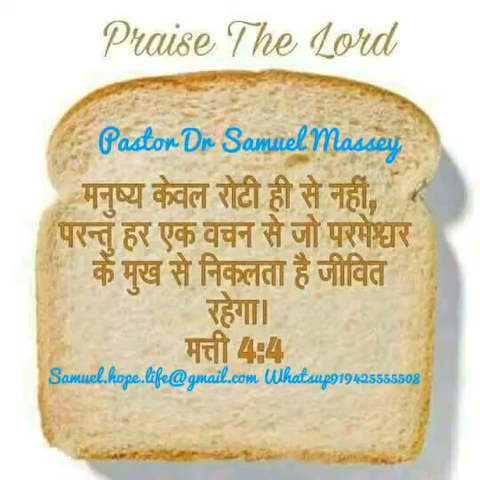 Praise The Lord
Pastor Dr Samuel Massey
मनुष्य केवल रोटी ही से नहीं,
परन्तु हर एक वचन से जो परमेश्वर
के मुख से निकलता है जीवित
रहेगा।
मत्ती 4:4
Samuel.hope.life@gmail.com Whatsup919425555508